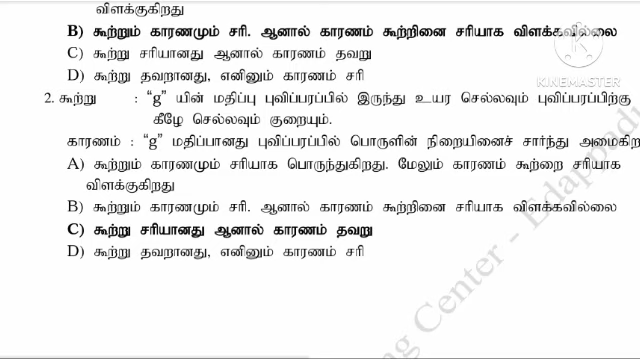 விளக்குகிறது
B) கூற்றும் காரணமும் சரி. ஆனால் காரணம் கூற்றினை சரியாக விளக்கவில்லை
C) கூற்று சரியானது ஆனால் காரணம் தவறு
D) கூற்று தவறானது, எனினும் காரணம் சரி
KINEMASTER
2. கூற்று : “g” யின் மதிப்பு புவிப்பரப்பில் இருந்து உயர செல்லவும் புவிப்பரப்பிற்கு
கீழே செல்லவும் குறையும்.
காரணம் : “g” மதிப்பானது புவிப்பரப்பில் பொருளின் நிறையினைச் சார்ந்து
A) கூற்றும் காரணமும் சரியாக பொருந்துகிறது. மேலும் காரணம் கூற்றை சரியாக
விளக்குகிறது
B) கூற்றும் காரணமும் சரி. ஆனால் காரணம் கூற்றினை சரியாக விளக்கவில்லை
C) கூற்று சரியானது ஆனால் காரணம் தவறு
D) கூற்று தவறானது, எனினும் காரணம் சரி
Center - Edappadi